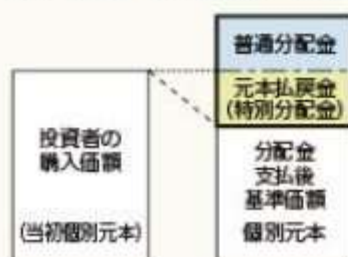 普通分配金
元本払戻金
(特別分配金)
投資者の
購入価額
(当初個別元本)
分配金
支払後
基準価額
個別元本